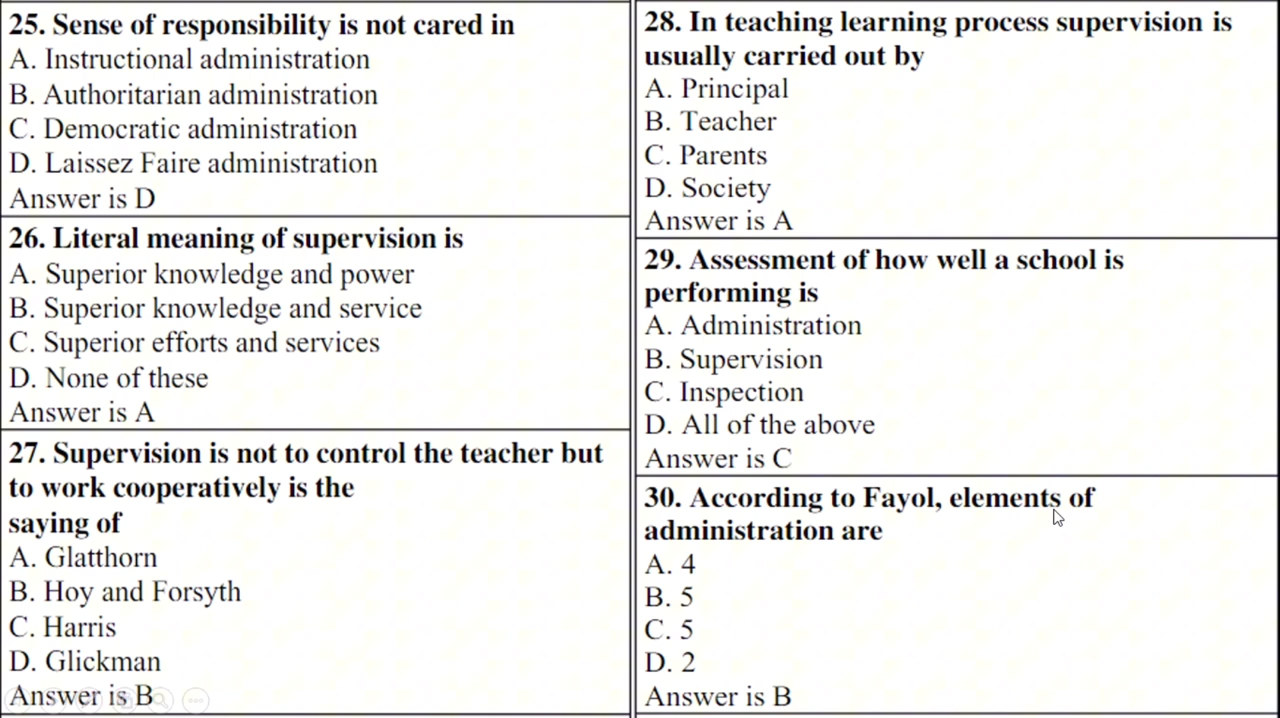 25. Sense of responsibility is not cared in
A. Instructional administration
B. Authoritarian administration
C. Democratic administration
D. Laissez Faire administration
Answer is D
26. Literal meaning of supervision is
A. Superior knowledge and power
B. Superior knowledge and service
C. Superior efforts and services
D. None of these
Answer is A
27. Supervision is not to control the teacher but
to work cooperatively is the
saying of
A. Glatthorn
B. Hoy and Forsyth
C. Harris
D. Glickman
Answer is B
28. In teaching learning process supervision is
usually carried out by
A. Principal
B. Teacher
C. Parents
D. Society
Answer is A
29. Assessment of how well a school is
performing is
A. Administration
B. Supervision
C. Inspection
D. All of the above
Answer is C
30. According to Fayol, elements of
administration are
A. 4
B. 5
C. 5
D. 2
Answer is B